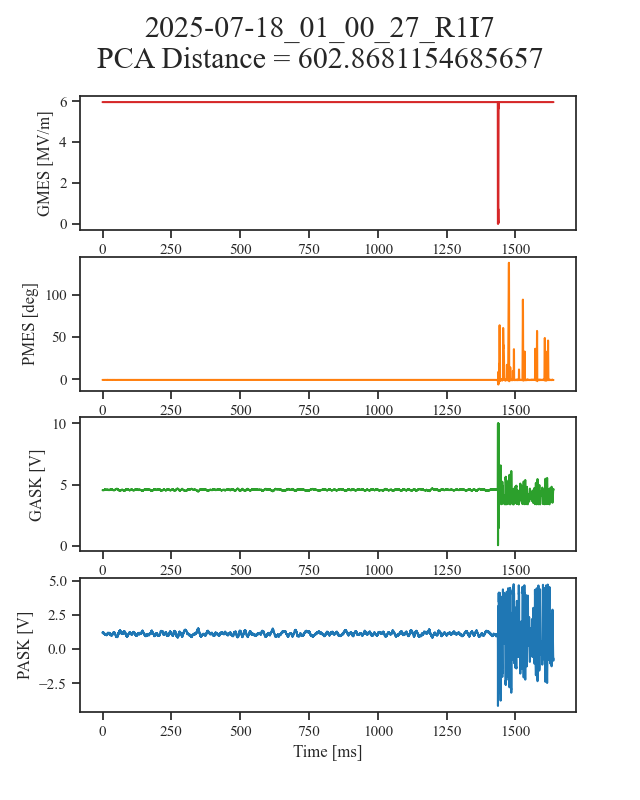 2025-07-18_01_00_27_R1I7
PCA Distance = 602.8681154685657
GMES [MV/m]
6
4
2
0
0 250 500 750 1000 1250 1500
PMES [deg]
100
50
0
0 250 500 750 1000 1250 1500
GASK [V]
10
5
0
0 250 500 750 1000 1250 1500
PASK [V]
5.0
2.5
0.0
−2.5
0 250 500 750 1000 1250 1500
Time [ms]